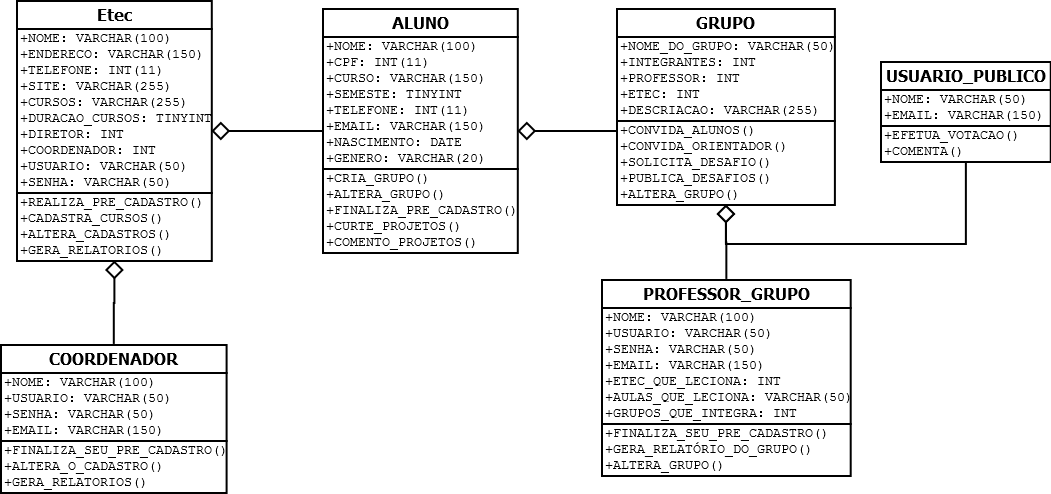 Etec
+NOME: VARCHAR(100)
+ENDERECO: VARCHAR(150)
+TELEFONE: INT(11)
+SITE: VARCHAR(255)
+CURSOS: VARCHAR(255)
+DURACAO_CURSOS: TINYINT
+DIRETOR: INT
+COORDENADOR: INT
+USUARIO: VARCHAR(50)
+SENHA: VARCHAR(50)
+REALIZA_PRE_CADASTRO()
+CADASTRA_CURSOS()
+ALTERA_CADASTROS()
+GERA_RELATORIOS()
ALUNO
+NOME: VARCHAR(100)
+CPF: INT(11)
+CURSO: VARCHAR(150)
+SEMESTE: TINYINT
+TELEFONE: INT(11)
+EMAIL: VARCHAR(150)
+NASCIMENTO: DATE
+GENERO: VARCHAR(20)
+CRIA_GRUPO()
+ALTERA_GRUPO()
+FINALIZA_PRE_CADASTRO()
+CURTE_PROJETOS()
+COMENTO_PROJETOS()
GRUPO
+NOME_DO_GRUPO: VARCHAR(50)
+INTEGRANTES: INT
+PROFESSOR: INT
+ETEC: INT
+DESCRIACAO: VARCHAR(255)
+CONVIDA_ALUNOS()
+CONVIDA_ORIENTADOR()
+SOLICITA_DESAFIO()
+PUBLICA_DESAFIOS()
+ALTERA_GRUPO()
USUARIO_PUBLICO
+NOME: VARCHAR(50)
+EMAIL: VARCHAR(150)
+EFETUA_VOTACAO()
+COMENTA()
COORDENADOR
+NOME: VARCHAR(100)
+USUARIO: VARCHAR(50)
+SENHA: VARCHAR(50)
+EMAIL: VARCHAR(150)
+FINALIZA_SEU_PRE_CADASTRO()
+ALTERA_O_CADASTRO()
+GERA_RELATORIOS()
PROFESSOR_GRUPO
+NOME: VARCHAR(100)
+USUARIO: VARCHAR(50)
+SENHA: VARCHAR(50)
+EMAIL: VARCHAR(150)
+ETEC_QUE_LECIONA: INT
+AULAS_QUE_LECIONA: VARCHAR(50)
+GRUPOS_QUE_INTEGRA: INT
+FINALIZA_SEU_PRE_CADASTRO()
+GERA_RELATÓRIO_DO_GRUPO()
+ALTERA_GRUPO()